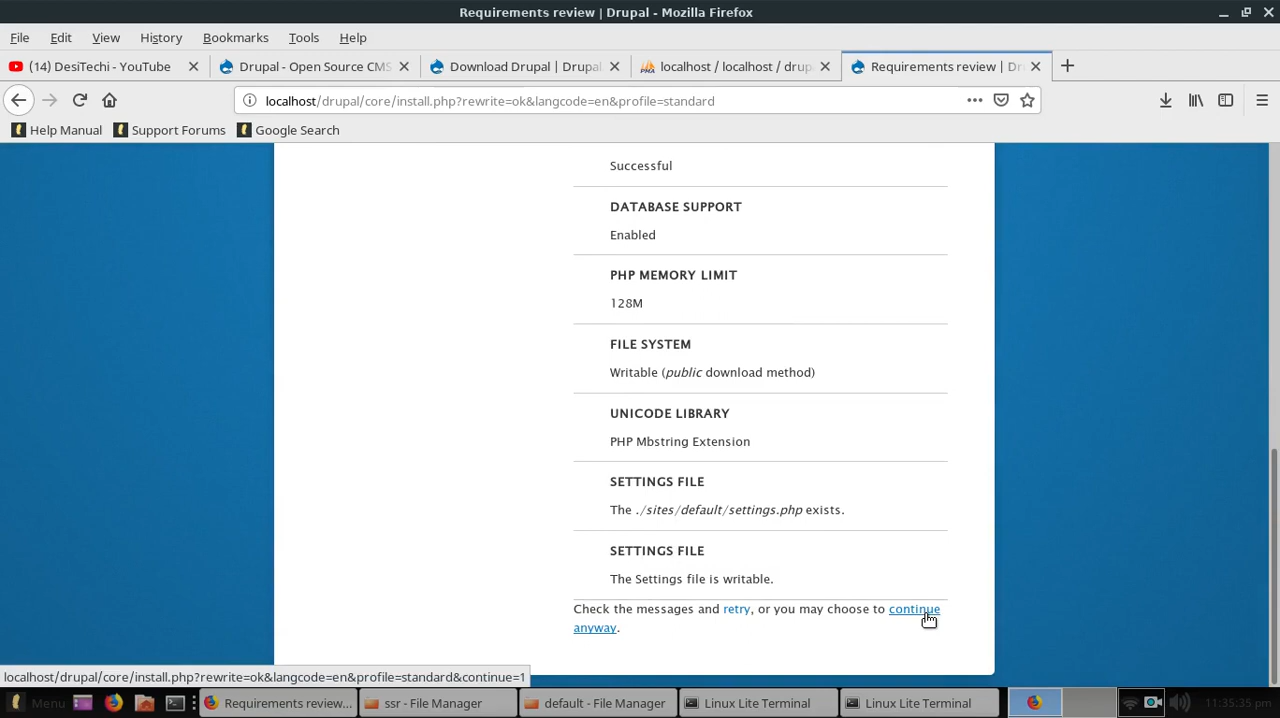 Requirements review | Drupal - Mozilla Firefox
File Edit View History Bookmarks Tools Help
(14) DesiTechi - YouTube
Drupal - Open Source CMS
Download Drupal | Drupal
localhost / localhost / drup
Requirements review | Dr
localhost/drupal/core/install.php?rewrite=ok&langcode=en&profile=standard
Help Manual Support Forums Google Search
Successful
DATABASE SUPPORT
Enabled
PHP MEMORY LIMIT
128M
FILE SYSTEM
Writable (public download method)
UNICODE LIBRARY
PHP Mbstring Extension
SETTINGS FILE
The ./sites/default/settings.php exists.
SETTINGS FILE
The Settings file is writable.
Check the messages and retry, or you may choose to continue
anyway.
localhost/drupal/core/install.php?rewrite=ok&langcode=en&profile=standard&continue=1
Menu Requirements review... ssr - File Manager default - File Manager Linux Lite Terminal Linux Lite Terminal 11:35:35 pm